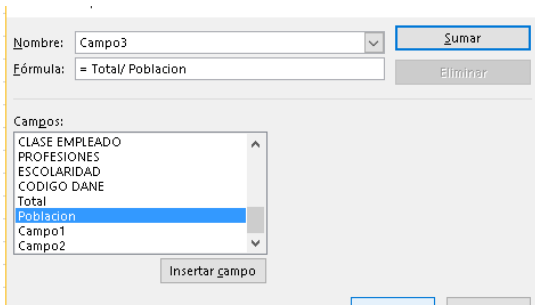 Nombre: Campo3
Sumar
Fórmula: = Total/ Poblacion
Eliminar
Campos:
CLASE EMPLEADO
PROFESIONES
ESCOLARIDAD
CODIGO DANE
Total
Poblacion
Campo1
Campo2
Insertar campo